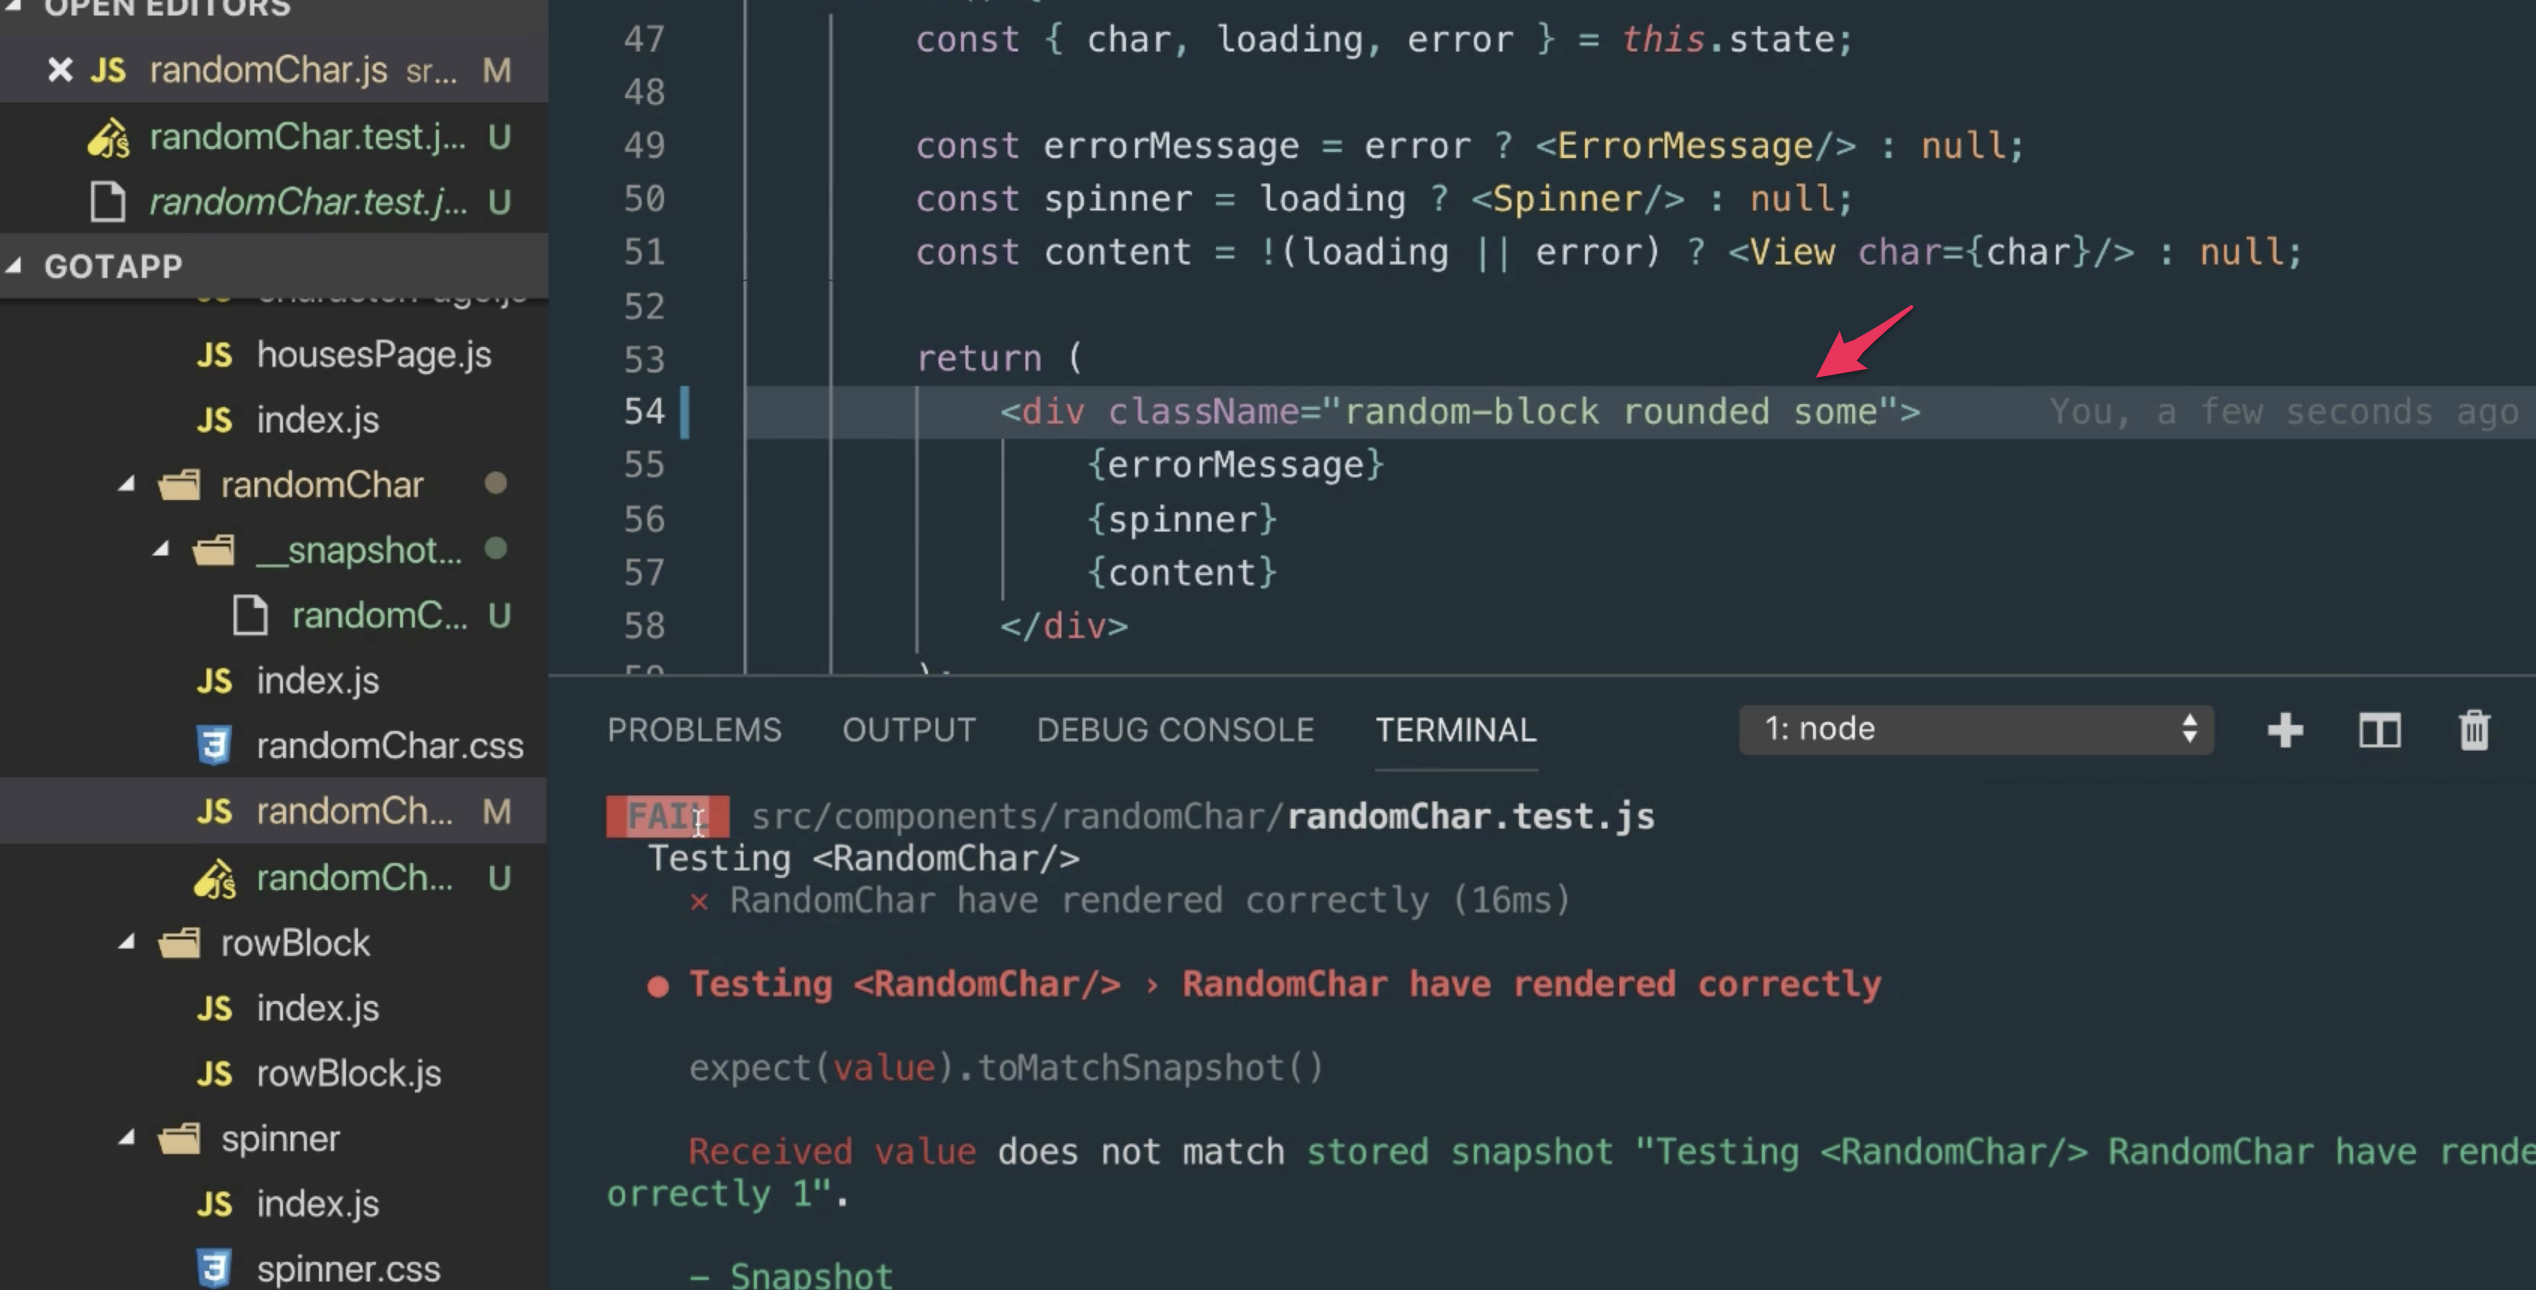 OPEN EDITORS
JS randomChar.js sr... M
randomChar.test.j... U
randomChar.test.j... U
GOTAPP
JS housesPage.js
JS index.js
randomChar
__snapshot...
randomC... U
JS index.js
randomChar.css
JS randomCh... M
randomCh... U
rowBlock
JS index.js
JS rowBlock.js
spinner
JS index.js
spinner.css
47 const { char, loading, error } = this.state;
48
49 const errorMessage = error ? <ErrorMessage/> : null;
50 const spinner = loading ? <Spinner/> : null;
51 const content = !(loading || error) ? <View char={char}/> : null;
52
53 return (
54 <div className="random-block rounded some"> You, a few seconds ago
55 {errorMessage}
56 {spinner}
57 {content}
58 </div>
59 );
PROBLEMS OUTPUT DEBUG CONSOLE TERMINAL 1: node
FAIL src/components/randomChar/randomChar.test.js
Testing <RandomChar/>
× RandomChar have rendered correctly (16ms)
● Testing <RandomChar/> › RandomChar have rendered correctly
expect(value).toMatchSnapshot()
Received value does not match stored snapshot "Testing <RandomChar/> RandomChar have rende
orrectly 1".
– Snapshot